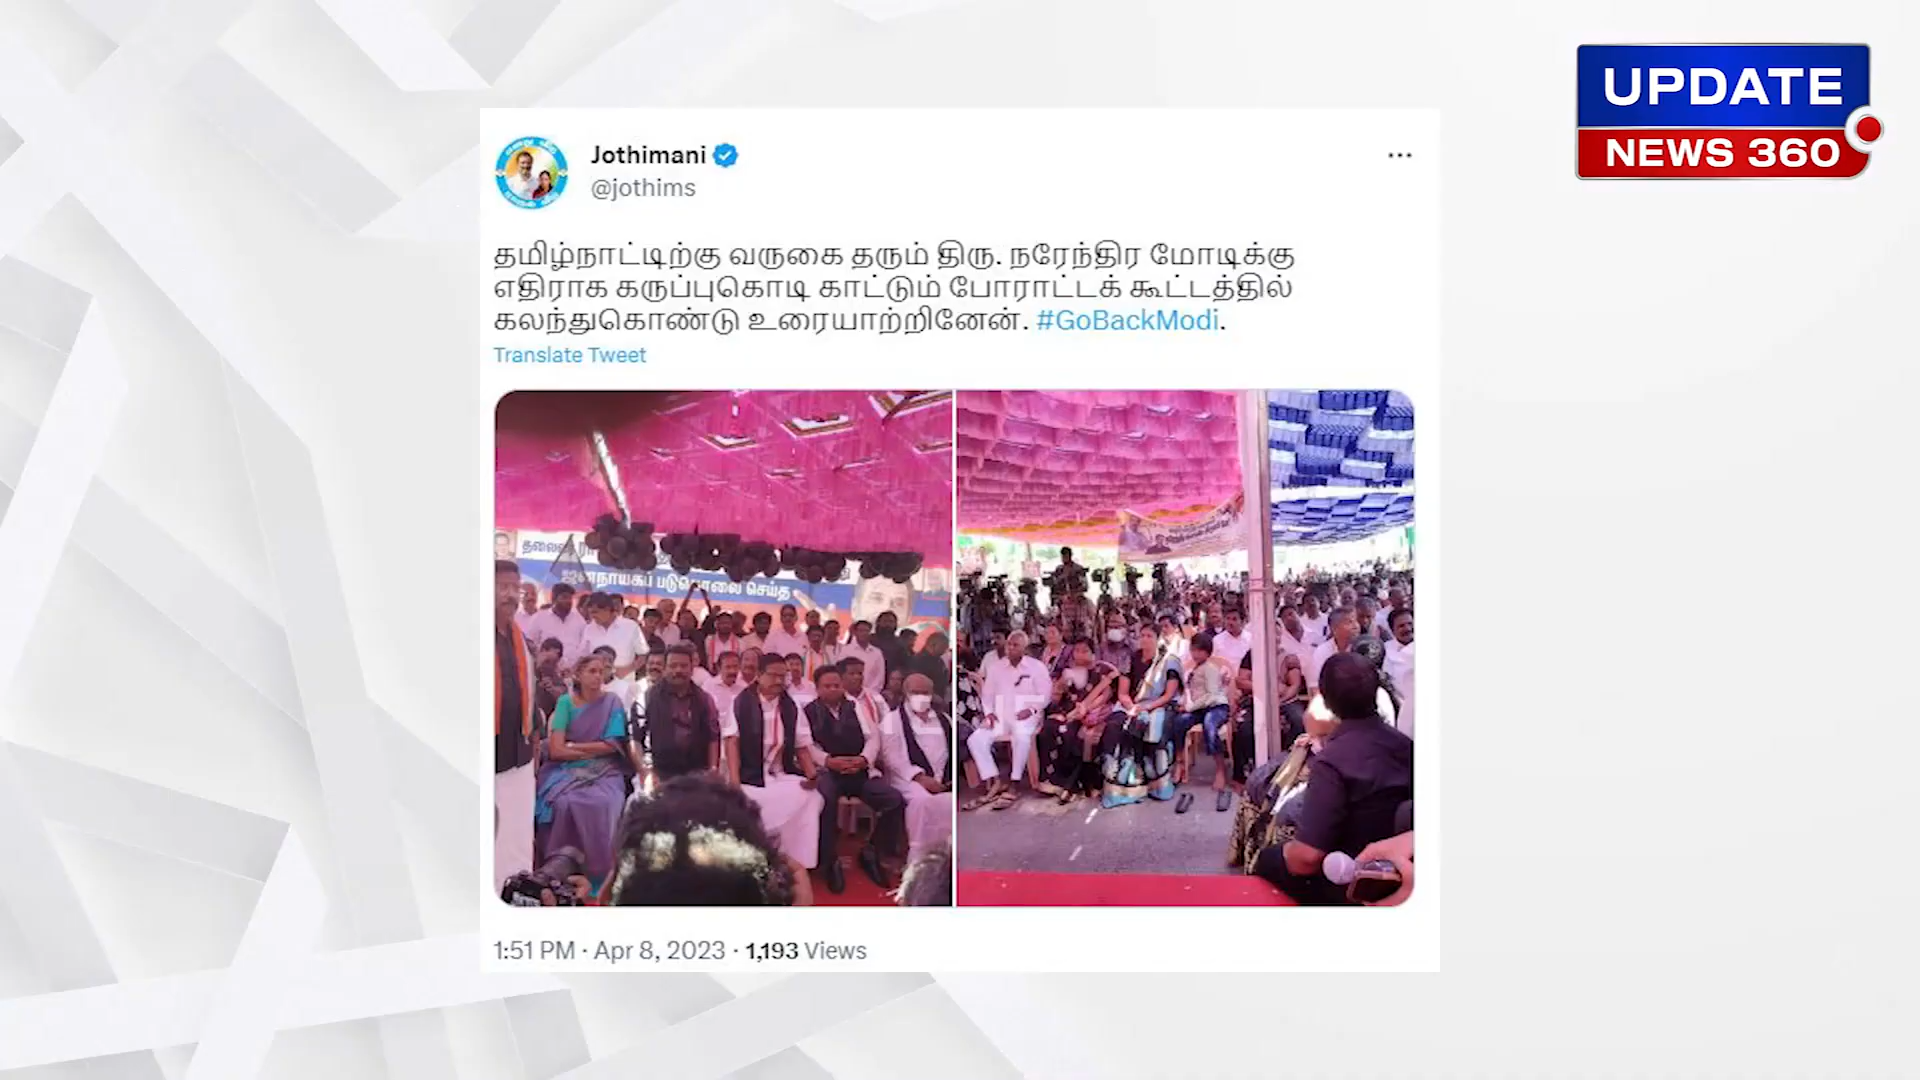 UPDATE
NEWS 360
Jothimani
@jothims
தமிழ்நாட்டிற்கு வருகை தரும் திரு. நரேந்திர மோடிக்கு
எதிராக கருப்புகொடி காட்டும் போராட்டக் கூட்டத்தில்
கலந்துகொண்டு உரையாற்றினேன். #GoBackModi.
Translate Tweet
ஜனநாயகப் படுகொலை செய்த
1:51 PM · Apr 8, 2023 · 1,193 Views